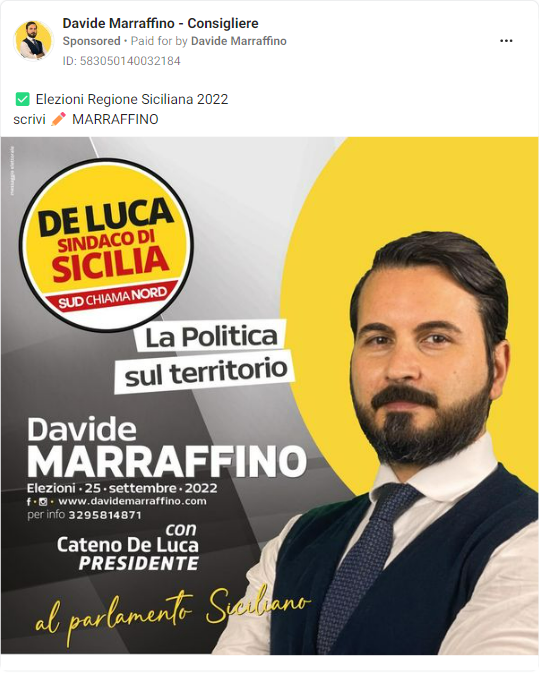 Davide Marraffino - Consigliere
Sponsored • Paid for by Davide Marraffino
ID: 583050140032184
✅ Elezioni Regione Siciliana 2022
scrivi ✏️ MARRAFFINO
messaggio elettorale
DE LUCA
SINDACO DI
SICILIA
SUD CHIAMA NORD
La Politica
sul territorio
Davide
MARRAFFINO
Elezioni • 25 • settembre • 2022
www.davidemarraffino.com
per info 3295814871
con
Cateno De Luca
PRESIDENTE
al parlamento Siciliano